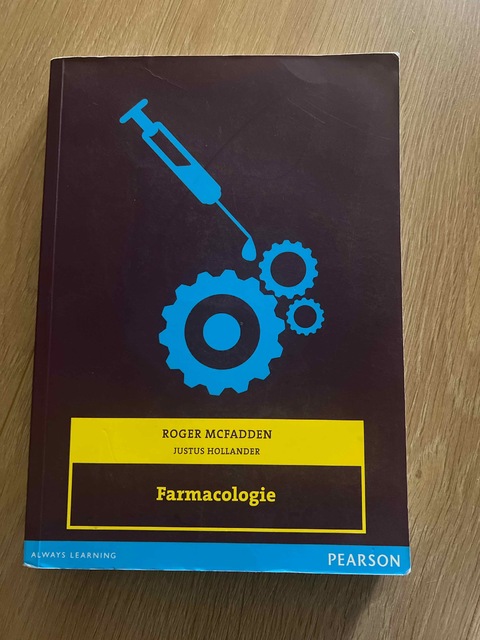 ROGER MCFADDEN
JUSTUS HOLLANDER
Farmacologie
ALWAYS LEARNING
PEARSON